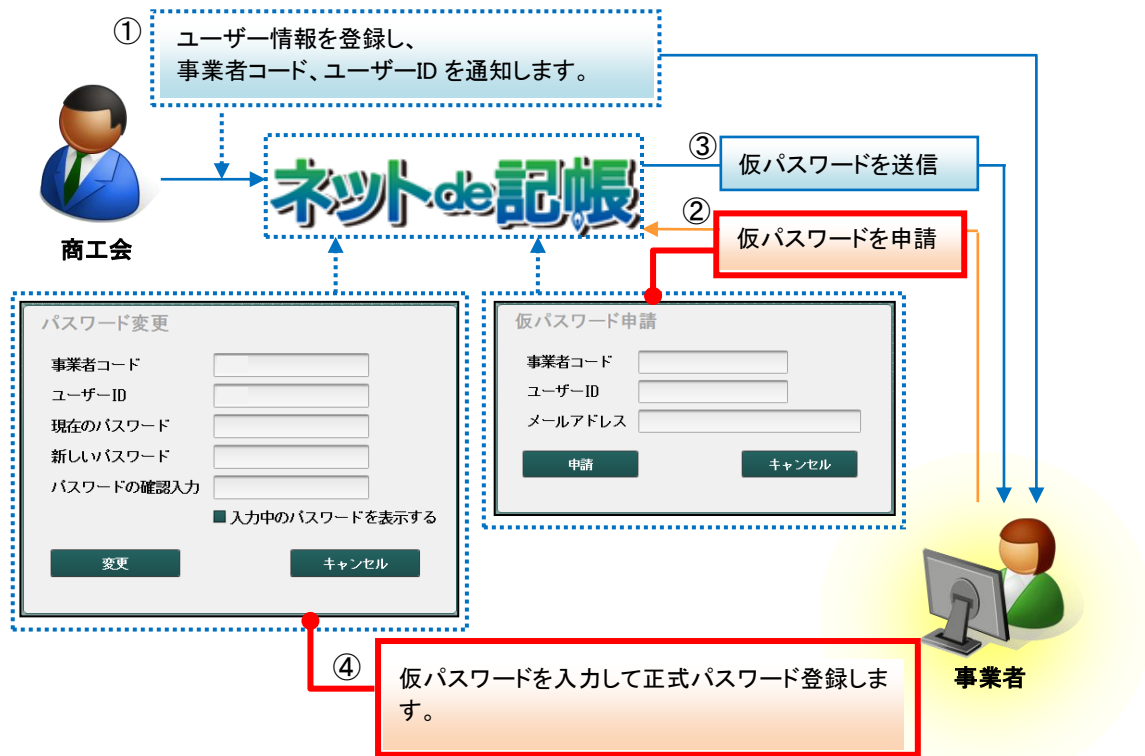 ①
ユーザー情報を登録し、
事業者コード、ユーザーID を通知します。
商工会
ネットde記帳
③
仮パスワードを送信
②
仮パスワードを申請
パスワード変更
事業者コード
ユーザーID
現在のパスワード
新しいパスワード
パスワードの確認入力
入力中のパスワードを表示する
変更
キャンセル
仮パスワード申請
事業者コード
ユーザーID
メールアドレス
申請
キャンセル
事業者
④
仮パスワードを入力して正式パスワード登録しま
す。